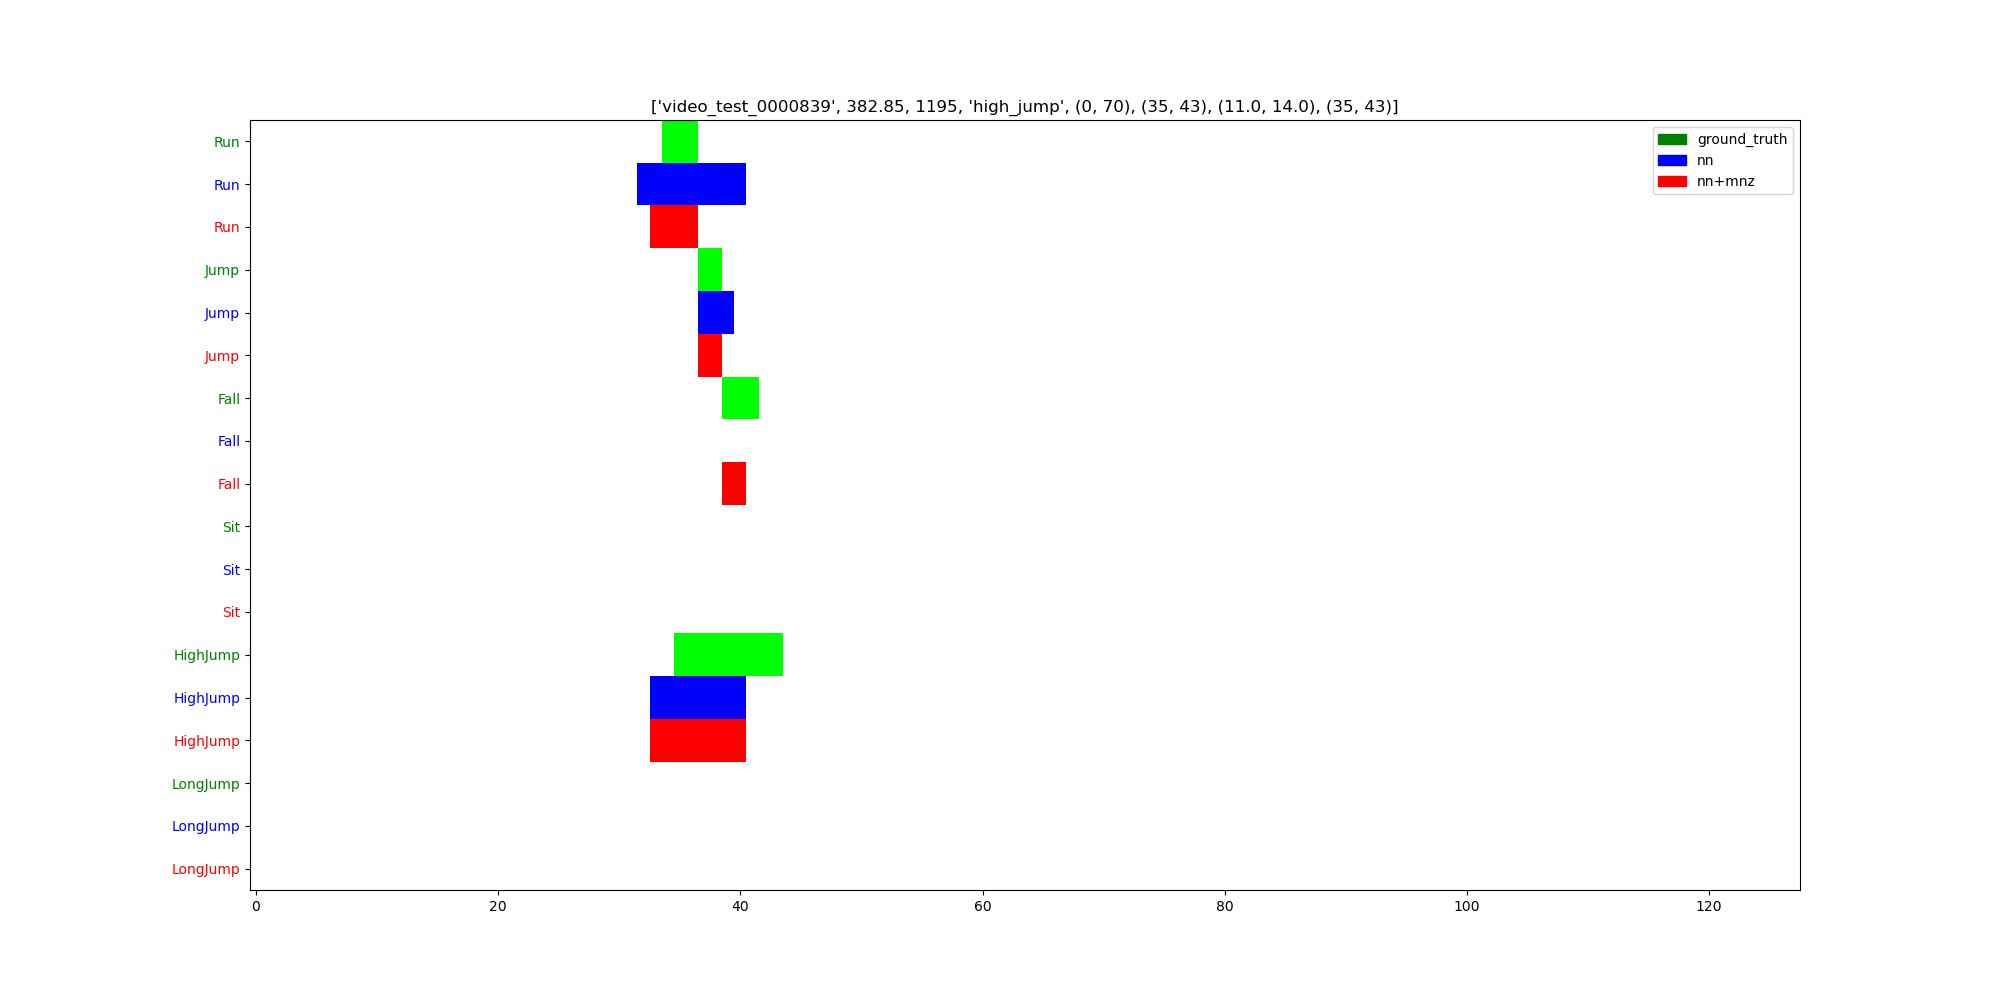 ['video_test_0000839', 382.85, 1195, 'high_jump', (0, 70), (35, 43), (11.0, 14.0), (35, 43)]
ground_truth
nn
nn+mnz
Run
Run
Run
Jump
Jump
Jump
Fall
Fall
Fall
Sit
Sit
Sit
HighJump
HighJump
HighJump
LongJump
LongJump
LongJump
0 20 40 60 80 100 120